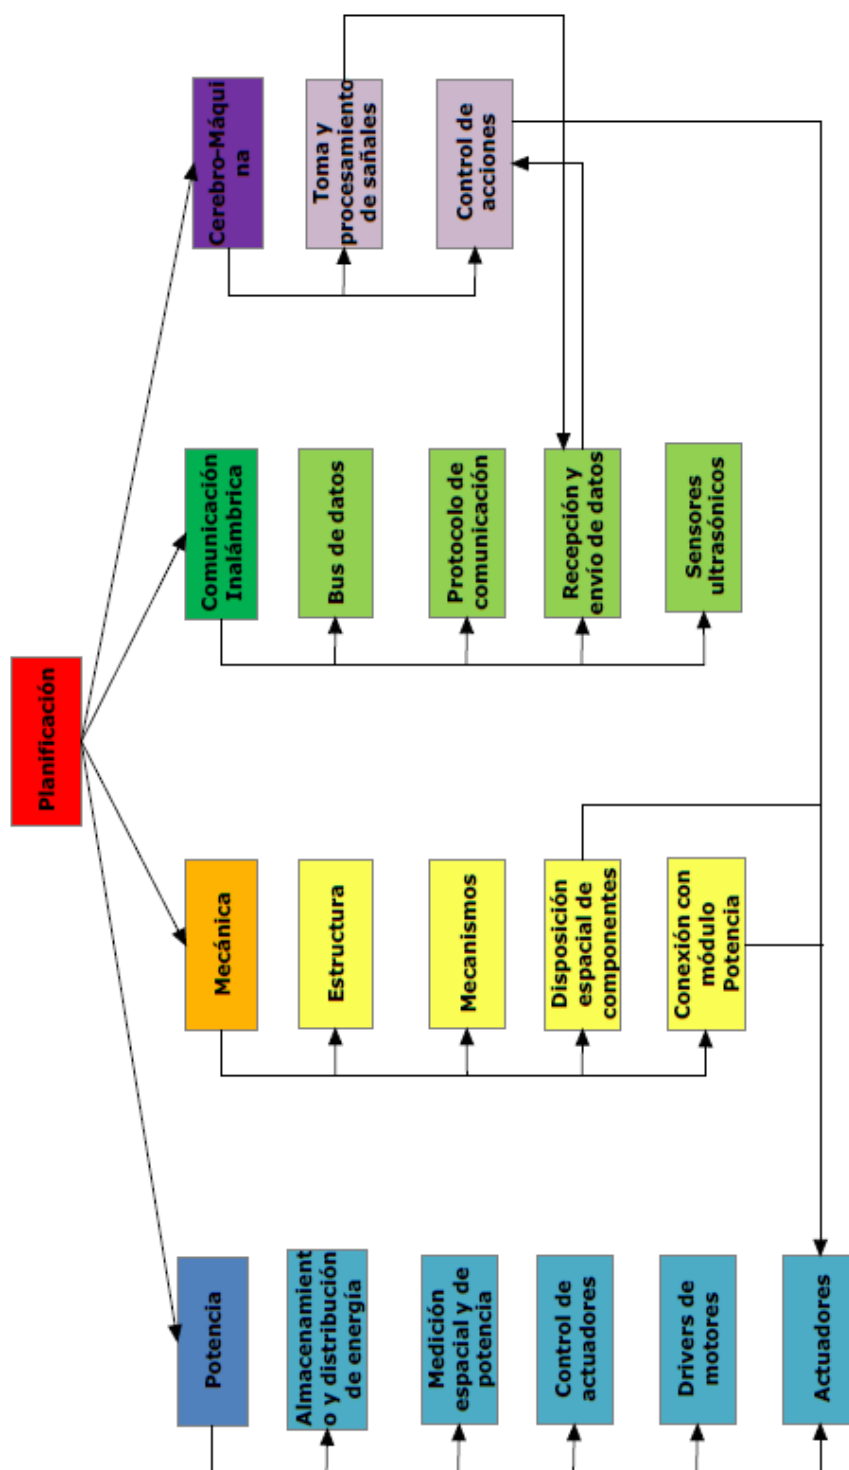 Planificación
Potencia
Almacenamient
o y distribución
de energía
Medición
espacial y de
potencia
Control de
actuadores
Drivers de
motores
Actuadores
Mecánica
Estructura
Mecanismos
Disposición
espacial de
componentes
Conexión con
módulo
Potencia
Comunicación
Inalámbrica
Bus de datos
Protocolo de
comunicación
Recepción y
envío de datos
Sensores
ultrasónicos
Cerebro-Máqui
na
Toma y
procesamiento
de sañales
Control de
acciones